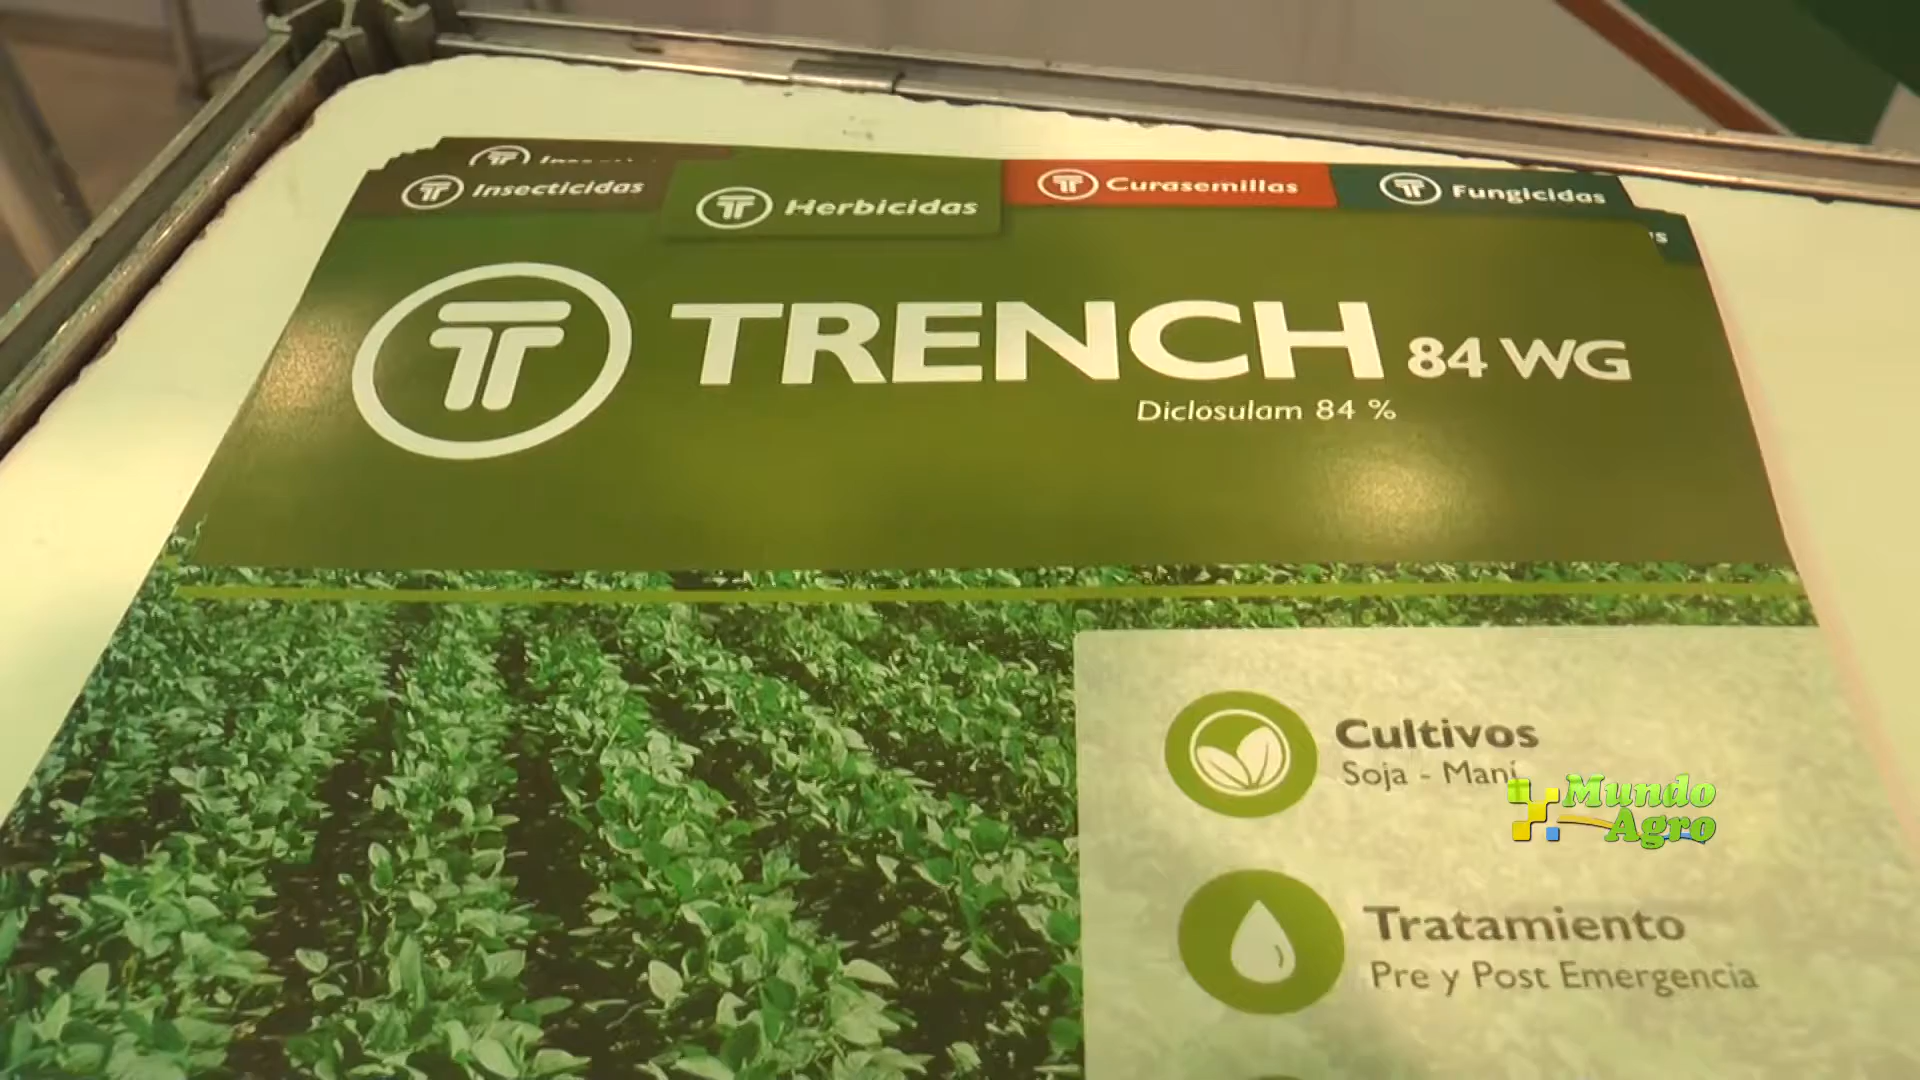 Insecticidas
Herbicidas
Curasemillas
Fungicidas
TRENCH 84 WG
Diclosulam 84 %
Cultivos
Soja - Maní
Mundo
Agro
Tratamiento
Pre y Post Emergencia